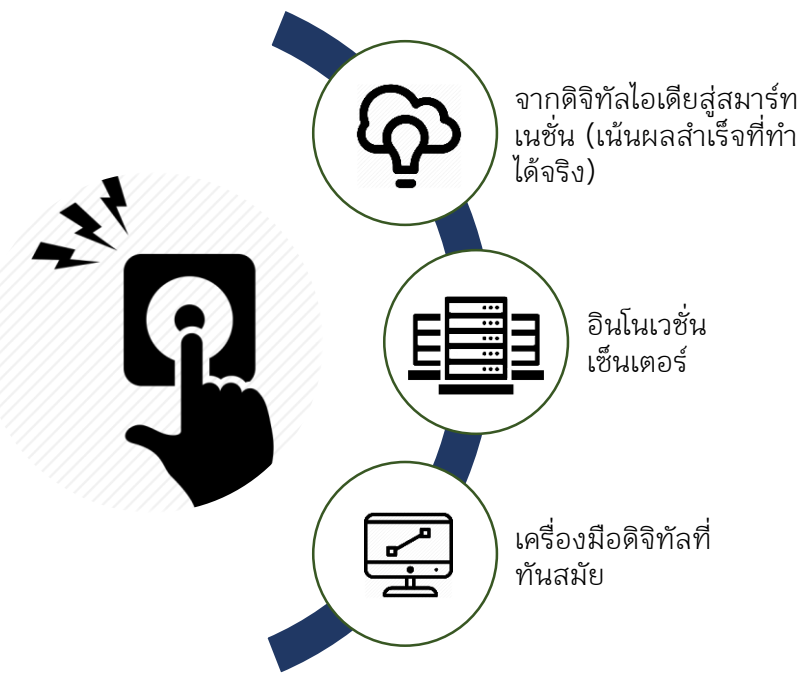 จากดิจิทัลไอเดียสู่สมาร์ท
เนชั่น (เน้นผลสำเร็จที่ทำ
ได้จริง)
อินโนเวชั่น
เซ็นเตอร์
เครื่องมือดิจิทัลที่
ทันสมัย